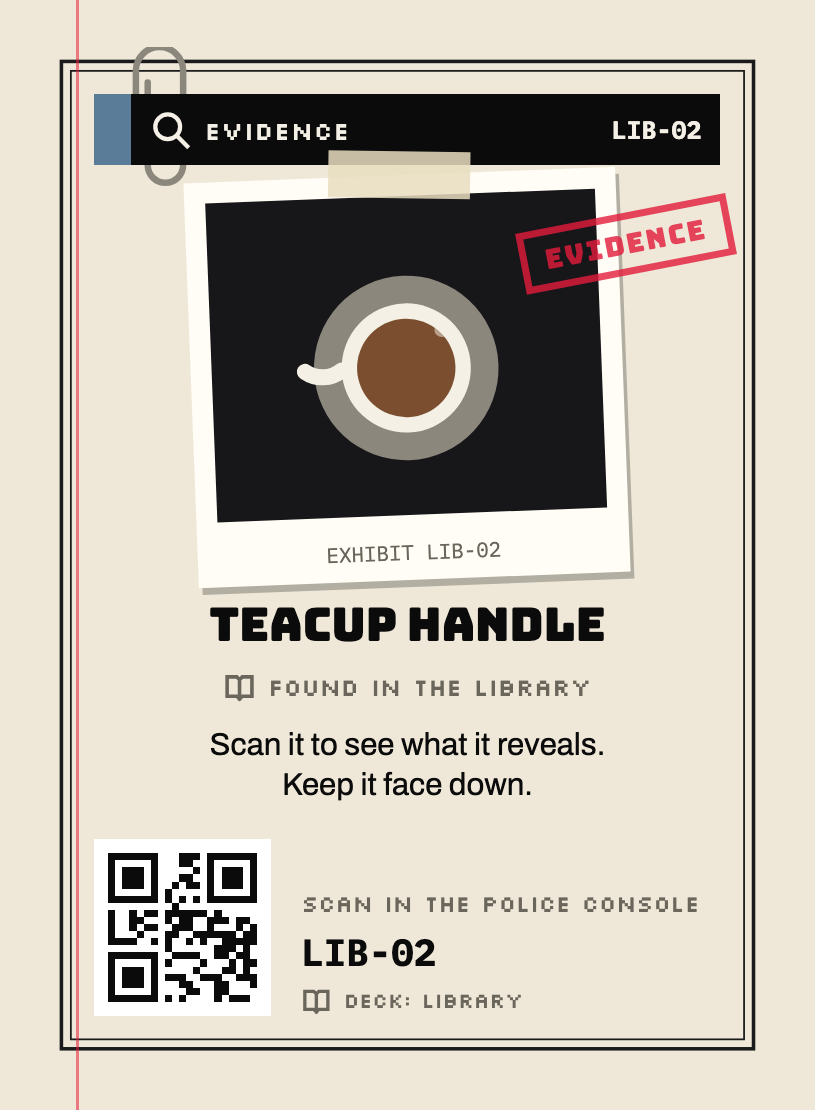 EVIDENCE
LIB-02
EVIDENCE
EXHIBIT LIB-02
TEACUP HANDLE
FOUND IN THE LIBRARY
Scan it to see what it reveals.
Keep it face down.
SCAN IN THE POLICE CONSOLE
LIB-02
DECK: LIBRARY